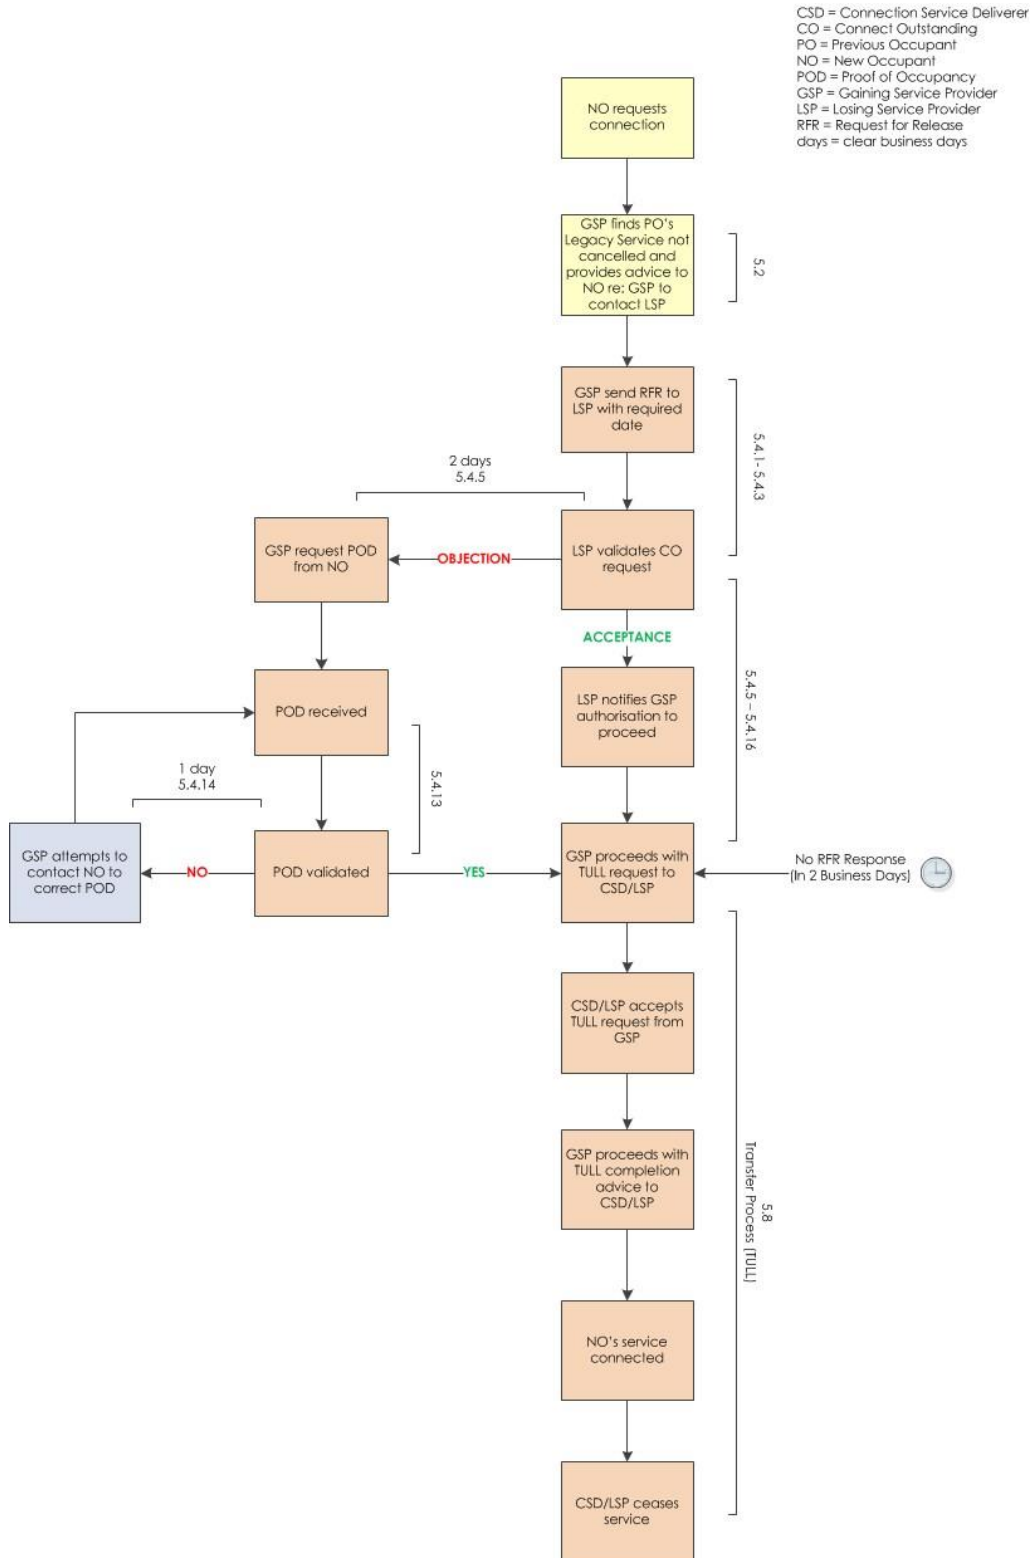 CSD = Connection Service Deliverer
CO = Connect Outstanding
PO = Previous Occupant
NO = New Occupant
POD = Proof of Occupancy
GSP = Gaining Service Provider
LSP = Losing Service Provider
RFR = Request for Release
days = clear business days
NO requests
connection
GSP finds PO's
Legacy Service not
cancelled and
provides advice to
NO re: GSP to
contact LSP
5.2
GSP send RFR to
LSP with required
date
5.4.1- 5.4.3
2 days
5.4.5
GSP request POD
from NO
OBJECTION
LSP validates CO
request
ACCEPTANCE
POD received
LSP notifies GSP
authorisation to
proceed
5.4.5 – 5.4.16
1 day
5.4.14
5.4.13
GSP attempts to
contact NO to
correct POD
NO
POD validated
YES
GSP proceeds with
TULL request to
CSD/LSP
No RFR Response
(In 2 Business Days)
CSD/LSP accepts
TULL request from
GSP
GSP proceeds with
TULL completion
advice to
CSD/LSP
5.8
Transfer Process (TULL)
NO's service
connected
CSD/LSP ceases
service